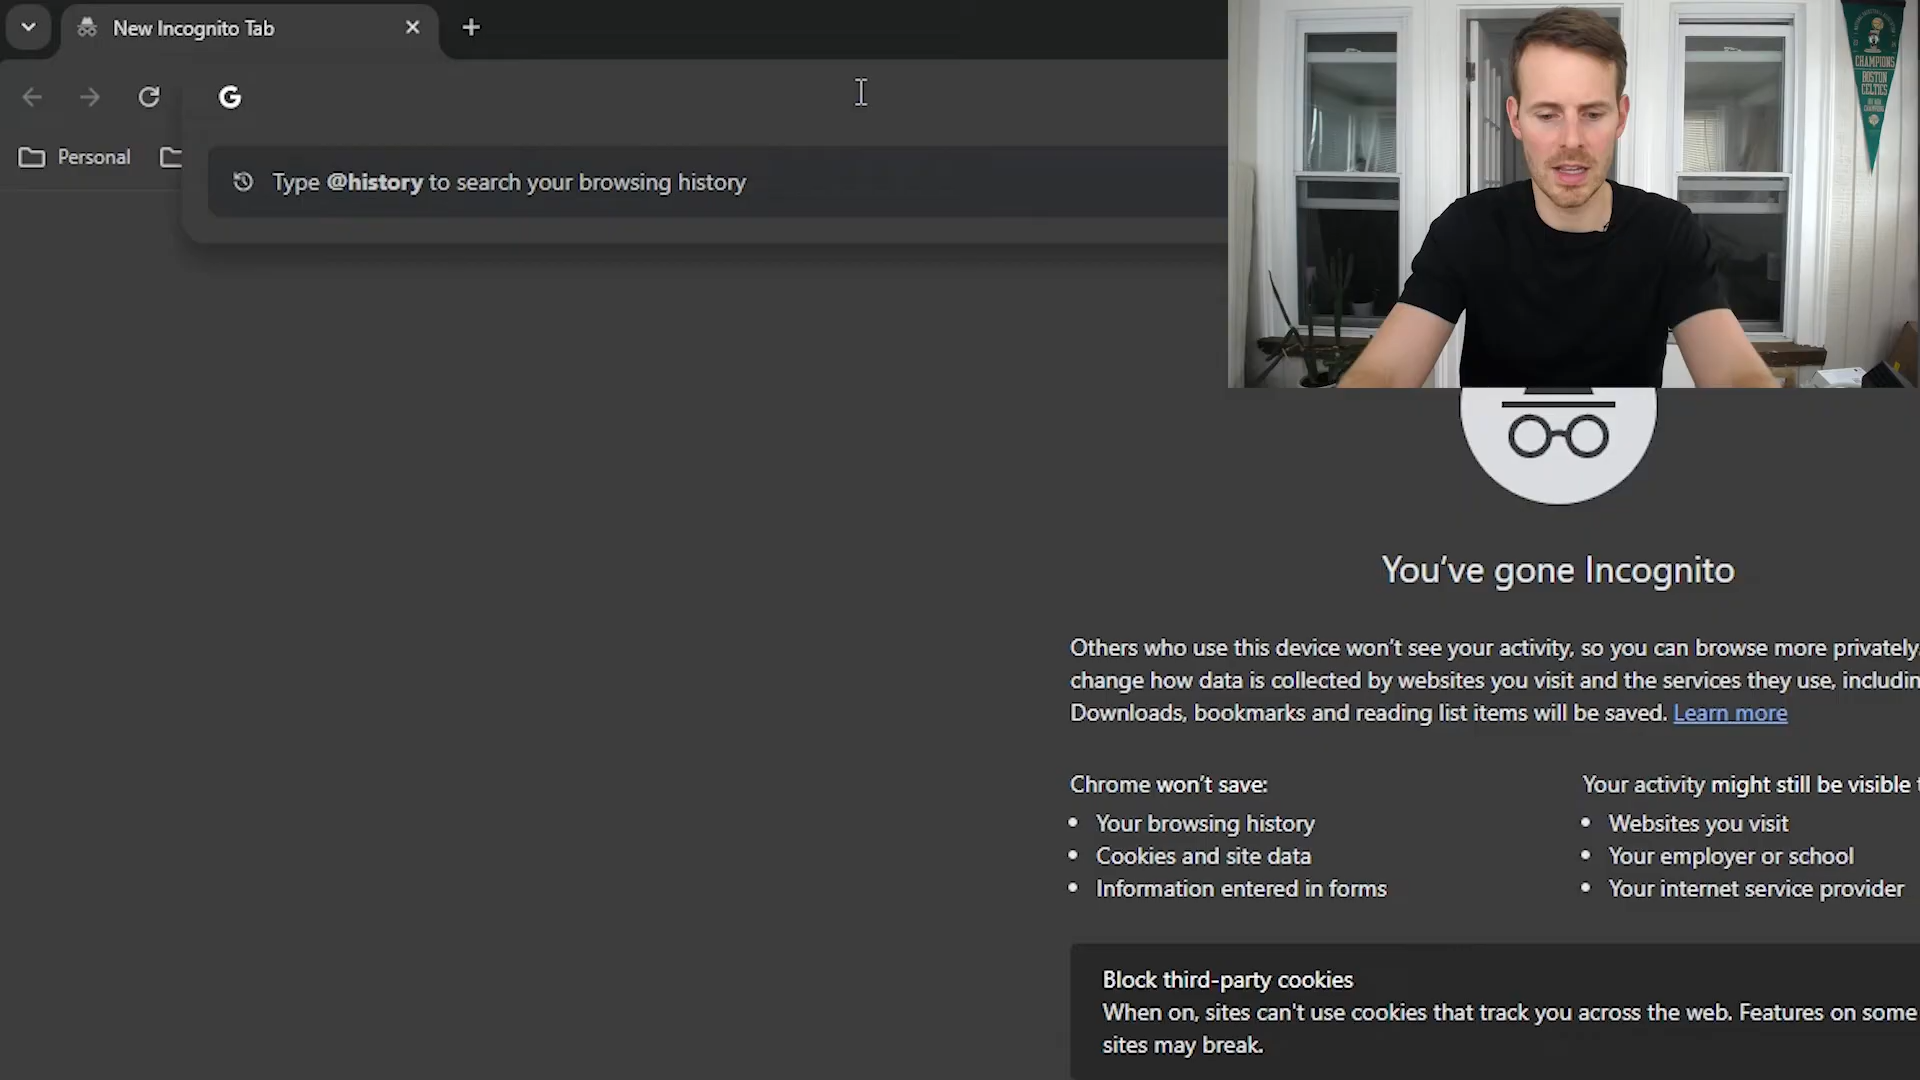 New Incognito Tab
G
Personal
Type @history to search your browsing history
CHAMPIONS
BOSTON
CELTICS
You've gone Incognito
Others who use this device won't see your activity, so you can browse more privately.
change how data is collected by websites you visit and the services they use, includin
Downloads, bookmarks and reading list items will be saved. Learn more
Chrome won't save:
Your browsing history
Cookies and site data
Information entered in forms
Your activity might still be visible t
Websites you visit
Your employer or school
Your internet service provider
Block third-party cookies
When on, sites can't use cookies that track you across the web. Features on some
sites may break.